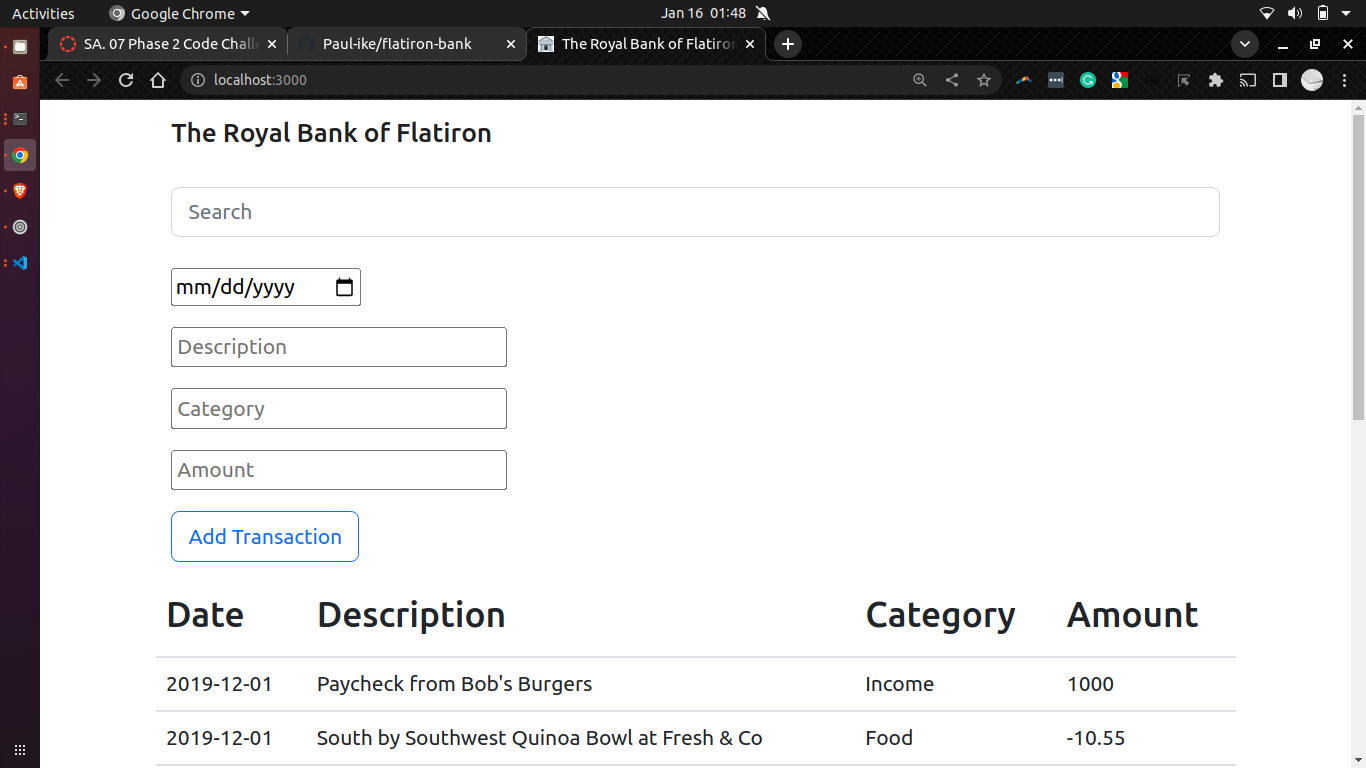 Activities Google Chrome Jan 16 01:48
SA. 07 Phase 2 Code Chall Paul-ike/flatiron-bank The Royal Bank of Flatiron
localhost:3000
The Royal Bank of Flatiron
Search
mm/dd/yyyy
Description
Category
Amount
Add Transaction
Date Description Category Amount
2019-12-01 Paycheck from Bob's Burgers Income 1000
2019-12-01 South by Southwest Quinoa Bowl at Fresh & Co Food -10.55